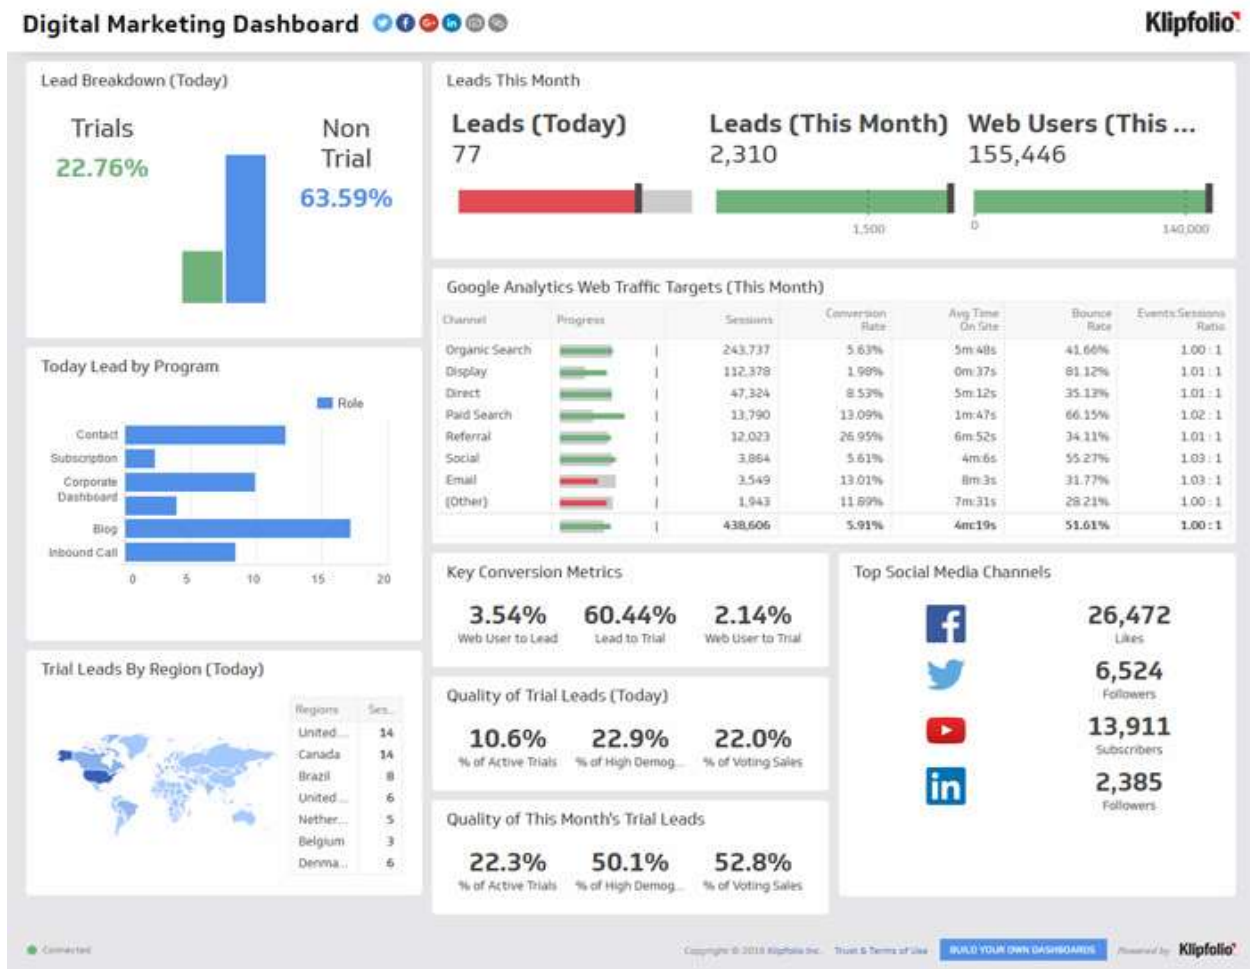 Digital Marketing Dashboard
Klipfolio
Lead Breakdown (Today)
Trials
22.76%
Non
Trial
63.59%
Leads This Month
Leads (Today)
77
Leads (This Month)
2,310
1,500
Web Users (This ...
155,446
0 140,000
Google Analytics Web Traffic Targets (This Month)
Channel Progress Sessions Conversion Rate Avg Time On Site Bounce Rate Events:Sessions Ratio
Organic Search 243,737 5.63% 5m:48s 41.66% 1.00 : 1
Display 112,378 1.98% 0m:37s 81.12% 1.01 : 1
Direct 47,324 8.53% 5m:12s 35.13% 1.01 : 1
Paid Search 13,790 13.09% 1m:47s 66.15% 1.02 : 1
Referral 12,023 26.95% 6m:52s 34.11% 1.01 : 1
Social 3,864 5.61% 4m:6s 55.27% 1.03 : 1
Email 3,549 13.01% 8m:3s 31.77% 1.03 : 1
(Other) 1,943 11.89% 7m:31s 28.21% 1.00 : 1
438,606 5.91% 4m:19s 51.61% 1.00 : 1
Today Lead by Program
Role
Contact
Subscription
Corporate
Dashboard
Blog
Inbound Call
0 5 10 15 20
Key Conversion Metrics
3.54% 60.44% 2.14%
Web User to Lead Lead to Trial Web User to Trial
Quality of Trial Leads (Today)
10.6% 22.9% 22.0%
% of Active Trials % of High Demog... % of Voting Sales
Quality of This Month's Trial Leads
22.3% 50.1% 52.8%
% of Active Trials % of High Demog... % of Voting Sales
Top Social Media Channels
26,472
Likes
6,524
Followers
13,911
Subscribers
2,385
Followers
Trial Leads By Region (Today)
Regions Ses...
United... 14
Canada 14
Brazil 8
United... 6
Nether... 5
Belgium 3
Denma... 6
Connected
Copyright © 2018 Klipfolio Inc. Trust & Terms of Use BUILD YOUR OWN DASHBOARDS Powered by Klipfolio